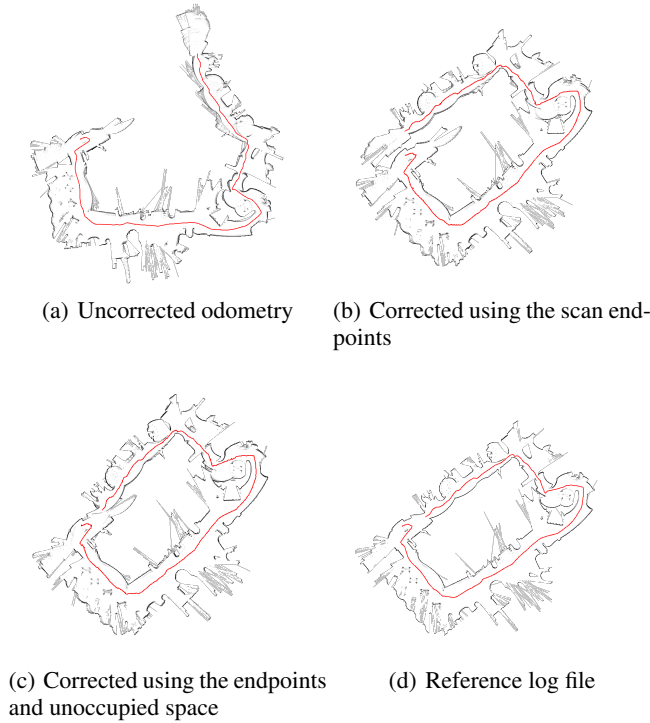 (a) Uncorrected odometry
(b) Corrected using the scan end-
points
(c) Corrected using the endpoints
and unoccupied space
(d) Reference log file